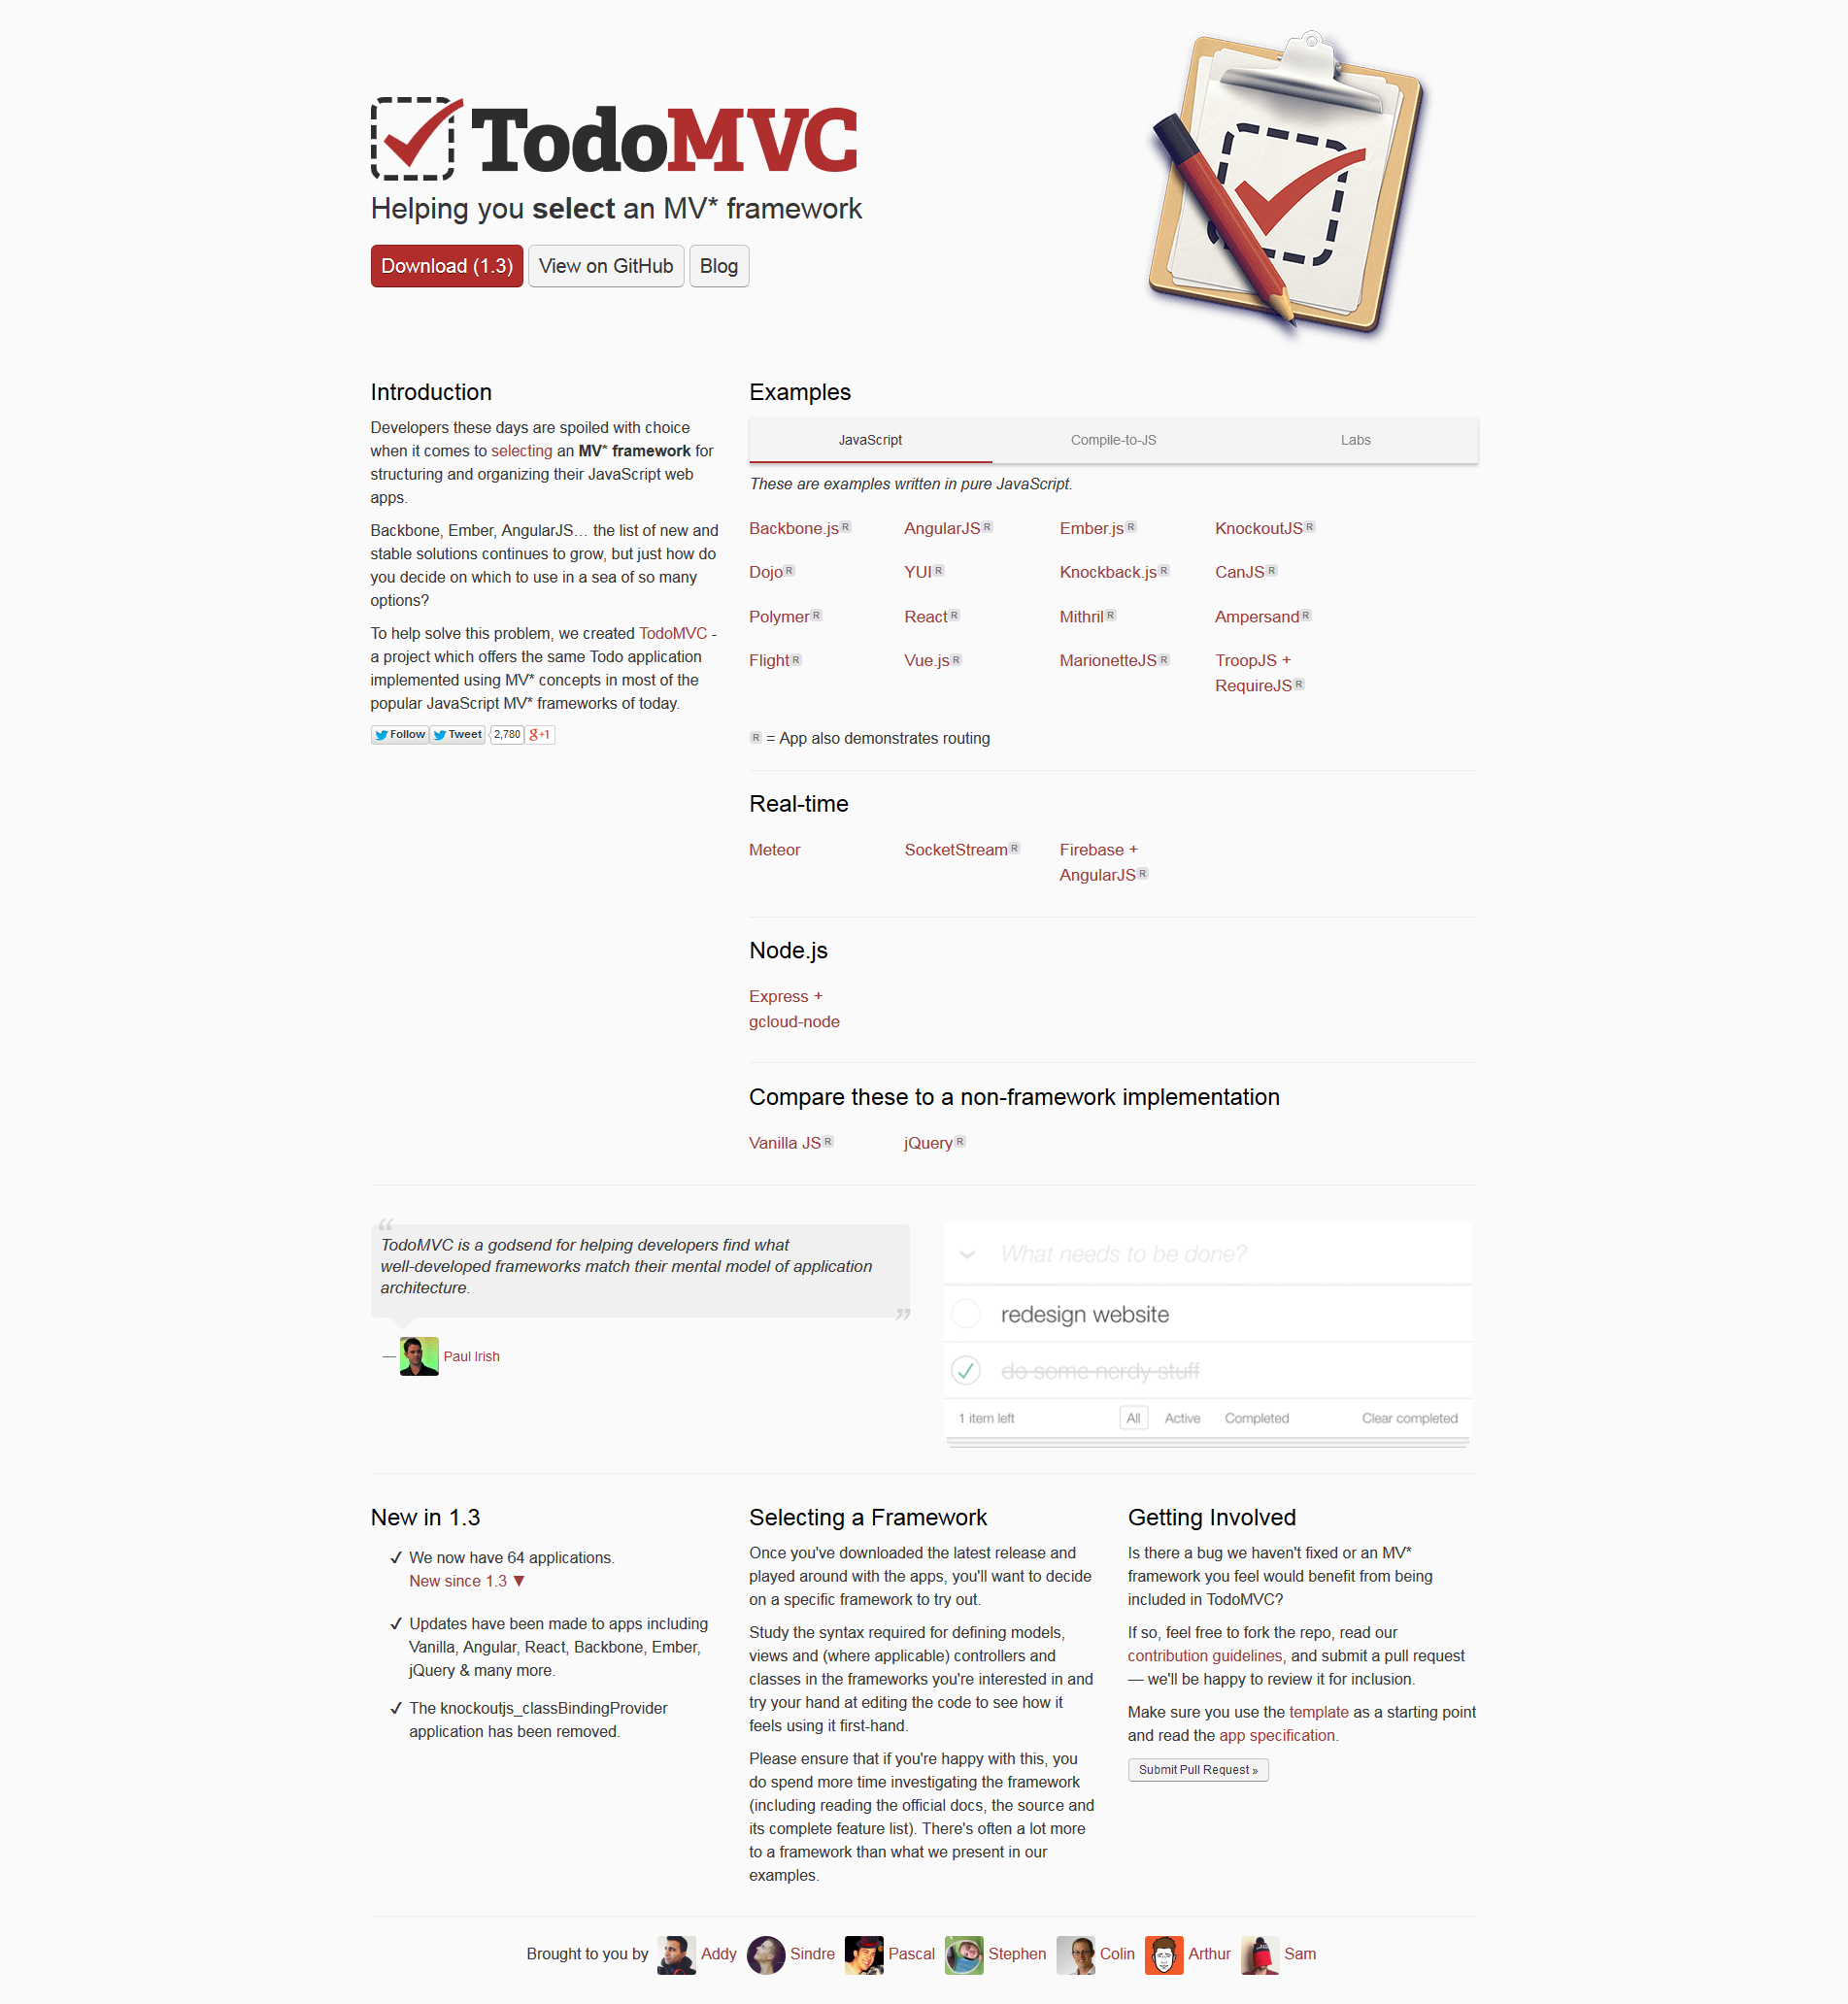 TodoMVC
Helping you select an MV* framework
Download (1.3) View on GitHub Blog
Introduction
Developers these days are spoiled with choice
when it comes to selecting an MV* framework for
structuring and organizing their JavaScript web
apps.
Backbone, Ember, AngularJS… the list of new and
stable solutions continues to grow, but just how do
you decide on which to use in a sea of so many
options?
To help solve this problem, we created TodoMVC -
a project which offers the same Todo application
implemented using MV* concepts in most of the
popular JavaScript MV* frameworks of today.
Follow Tweet 2,780 g+1
Examples
JavaScript Compile-to-JS Labs
These are examples written in pure JavaScript.
Backbone.js R AngularJS R Ember.js R KnockoutJS R
Dojo R YUI R Knockback.js R CanJS R
Polymer R React R Mithril R Ampersand R
Flight R Vue.js R MarionetteJS R TroopJS +
RequireJS R
R = App also demonstrates routing
Real-time
Meteor SocketStream R Firebase +
AngularJS R
Node.js
Express +
gcloud-node
Compare these to a non-framework implementation
Vanilla JS R jQuery R
“
TodoMVC is a godsend for helping developers find what
well-developed frameworks match their mental model of application
architecture.
”
— Paul Irish
What needs to be done?
redesign website
do some nerdy stuff
1 item left All Active Completed Clear completed
New in 1.3
✓ We now have 64 applications.
New since 1.3 ▼
✓ Updates have been made to apps including
Vanilla, Angular, React, Backbone, Ember,
jQuery & many more.
✓ The knockoutjs_classBindingProvider
application has been removed.
Selecting a Framework
Once you've downloaded the latest release and
played around with the apps, you'll want to decide
on a specific framework to try out.
Study the syntax required for defining models,
views and (where applicable) controllers and
classes in the frameworks you're interested in and
try your hand at editing the code to see how it
feels using it first-hand.
Please ensure that if you're happy with this, you
do spend more time investigating the framework
(including reading the official docs, the source and
its complete feature list). There's often a lot more
to a framework than what we present in our
examples.
Getting Involved
Is there a bug we haven't fixed or an MV*
framework you feel would benefit from being
included in TodoMVC?
If so, feel free to fork the repo, read our
contribution guidelines, and submit a pull request
— we'll be happy to review it for inclusion.
Make sure you use the template as a starting point
and read the app specification.
Submit Pull Request »
Brought to you by Addy Sindre Pascal Stephen Colin Arthur Sam